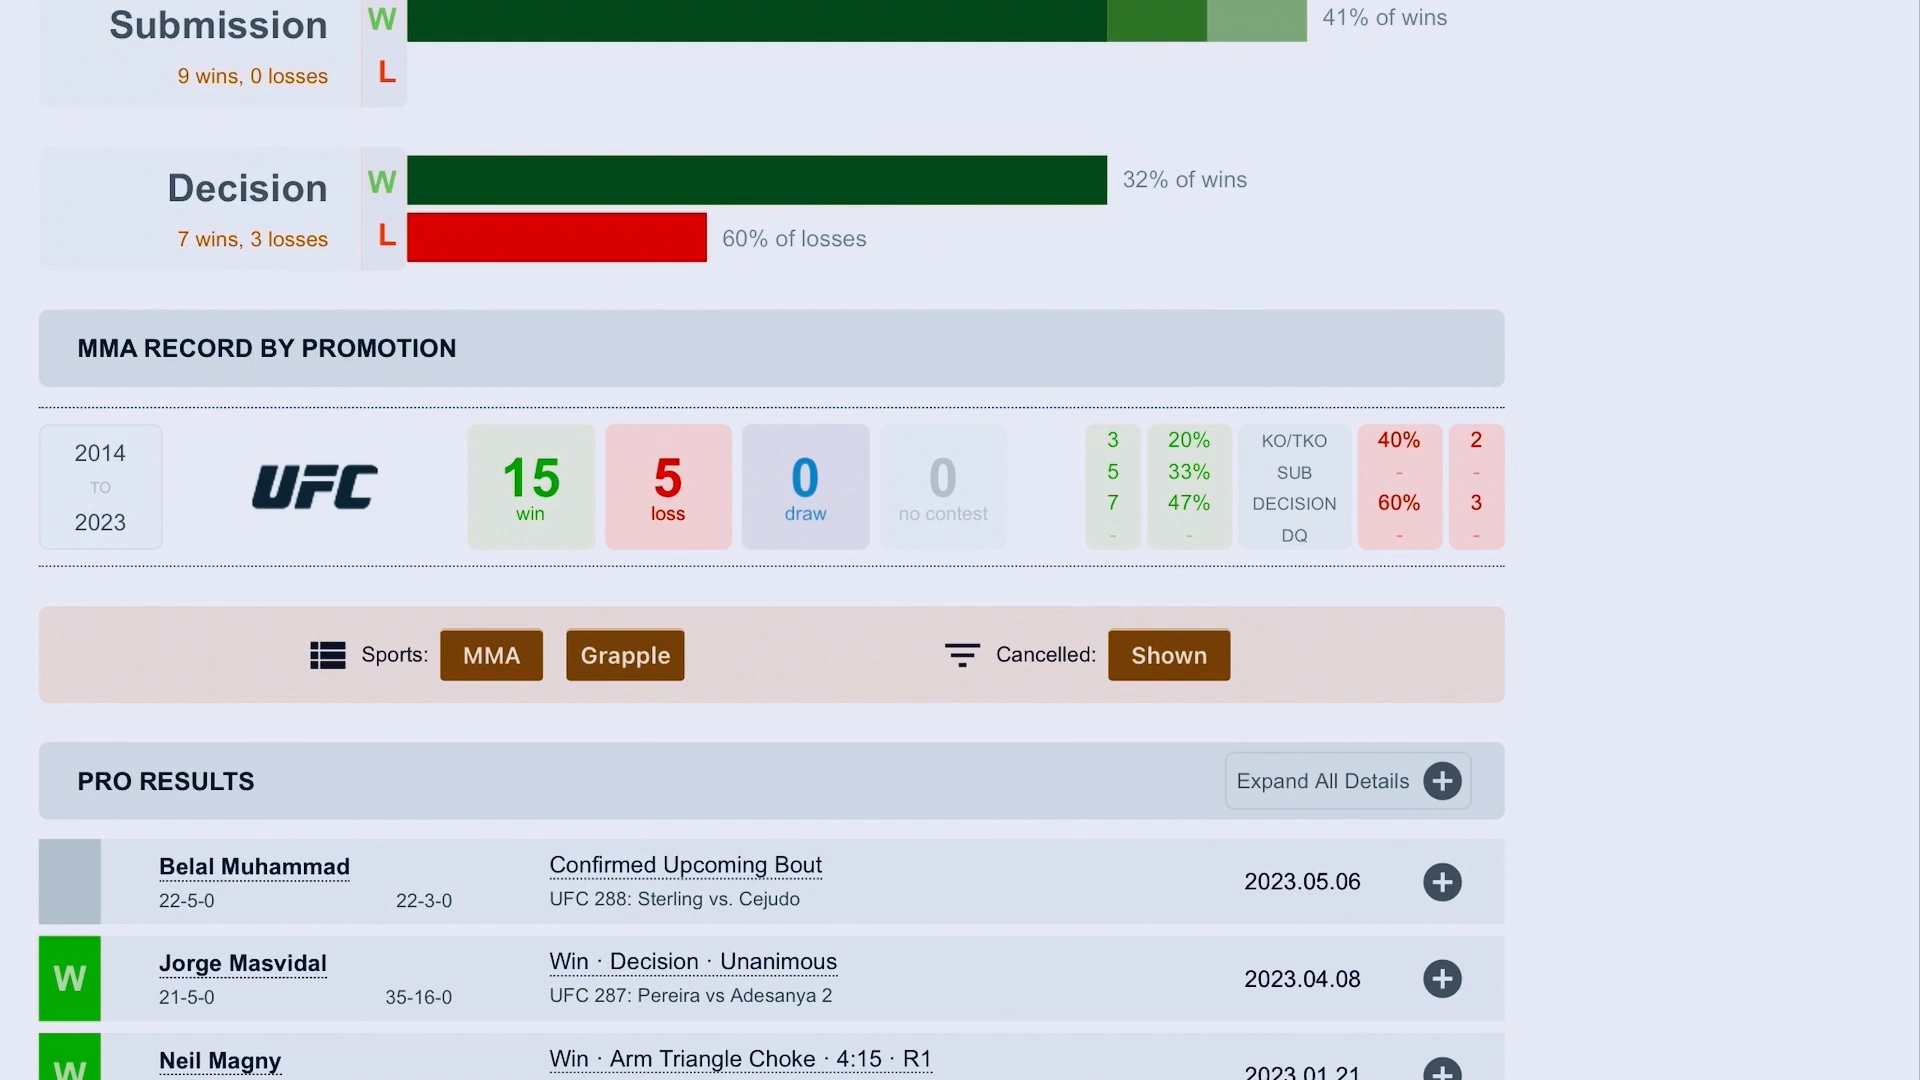 Submission W 41% of wins
9 wins, 0 losses L
Decision W 32% of wins
7 wins, 3 losses L 60% of losses
MMA RECORD BY PROMOTION
2014 TO 2023
UFC
15 win
5 loss
0 draw
0 no contest
3 20% KO/TKO 40% 2
5 33% SUB - -
7 47% DECISION 60% 3
- - DQ - -
Sports: MMA Grapple Cancelled: Shown
PRO RESULTS Expand All Details
Belal Muhammad Confirmed Upcoming Bout 2023.05.06
22-5-0 22-3-0 UFC 288: Sterling vs. Cejudo
W Jorge Masvidal Win · Decision · Unanimous 2023.04.08
21-5-0 35-16-0 UFC 287: Pereira vs Adesanya 2
W Neil Magny Win · Arm Triangle Choke · 4:15 · R1 2023.01.21